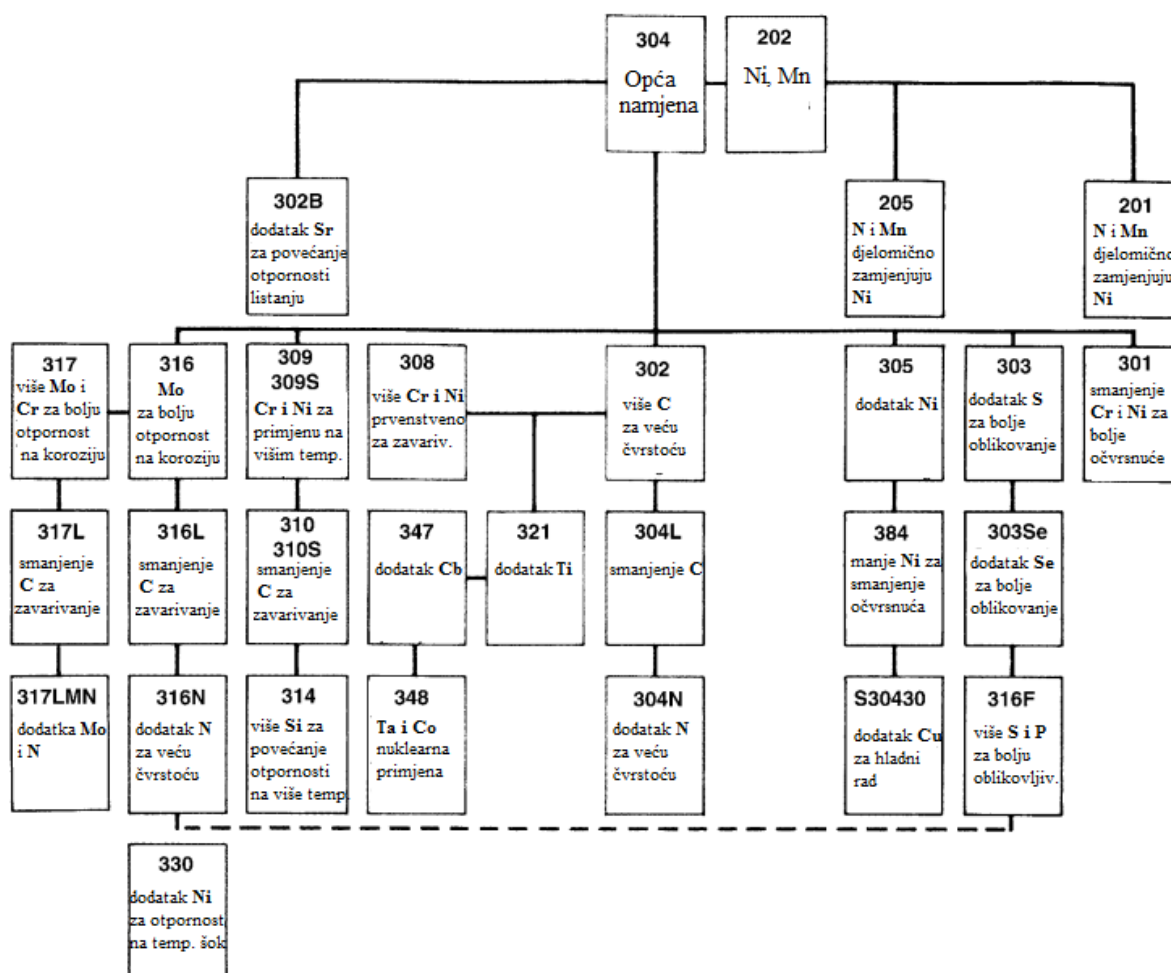 304
Opća
namjena
202
Ni, Mn
302B
dodatak Sr
za povećanje
otpornosti
listanju
205
N i Mn
djelomično
zamjenjuju
Ni
201
N i Mn
djelomično
zamjenjuju
Ni
317
više Mo i
Cr za bolju
otpornost
na koroziju
316
Mo
za bolju
otpornost
na koroziju
309
309S
Cr i Ni za
primjenu na
višim temp.
308
više Cr i Ni
prvenstveno
za zavariv.
302
više C
za veću
čvrstoću
305
dodatak Ni
303
dodatak S
za bolje
oblikovanje
301
smanjenje
Cr i Ni za
bolje
očvrsnuće
317L
smanjenje
C za
zavarivanje
316L
smanjenje
C za
zavarivanje
310
310S
smanjenje
C za
zavarivanje
347
dodatak Cb
321
dodatak Ti
304L
smanjenje C
384
manje Ni za
smanjenje
očvrsnuća
303Se
dodatak Se
za bolje
oblikovanje
317LMN
dodatka Mo
i N
316N
dodatak N
za veću
čvrstoću
314
više Si za
povećanje
otpornosti
na više temp.
348
Ta i Co
nuklearna
primjena
304N
dodatak N
za veću
čvrstoću
S30430
dodatak Cu
za hladni
rad
316F
više S i P
za bolju
oblikovljiv.
330
dodatak Ni
za otpornost
na temp. šok